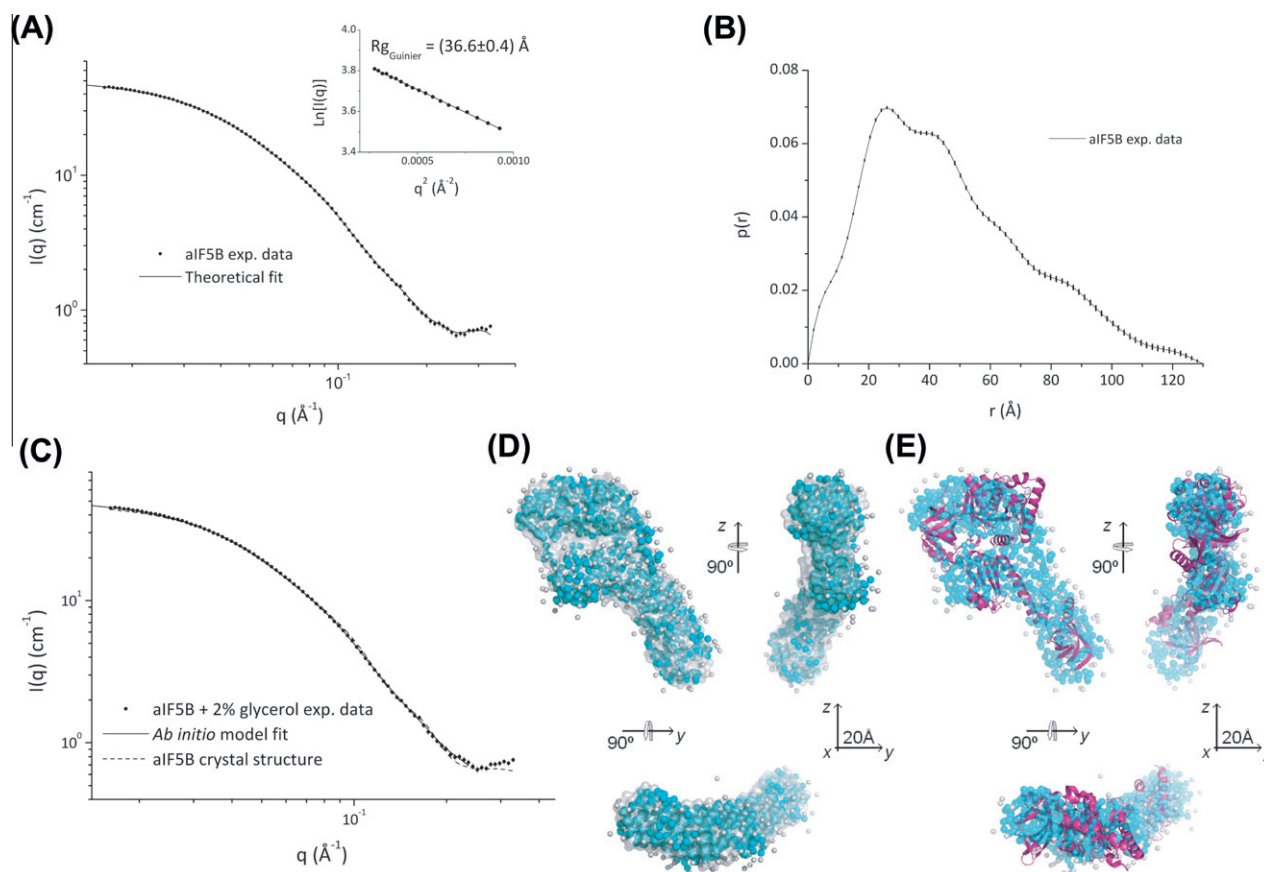 (A)
4.0
3.8
3.6
3.4
Ln[I(q)]
Rg_Guinier = (36.6±0.4) Å
0.0005
0.0010
q² (Å⁻²)
10¹
10⁰
I(q) (cm⁻¹)
aIF5B exp. data
Theoretical fit
10⁻¹
q (Å⁻¹)
(B)
0.08
0.06
0.04
0.02
0.00
p(r)
aIF5B exp. data
0
20
40
60
80
100
120
r (Å)
(C)
10¹
10⁰
I(q) (cm⁻¹)
aIF5B + 2% glycerol exp. data
Ab initio model fit
aIF5B crystal structure
10⁻¹
q (Å⁻¹)
(D)
z
90º
90º
y
z
20Å
x
y
(E)
z
90º
90º
y
z
20Å
x